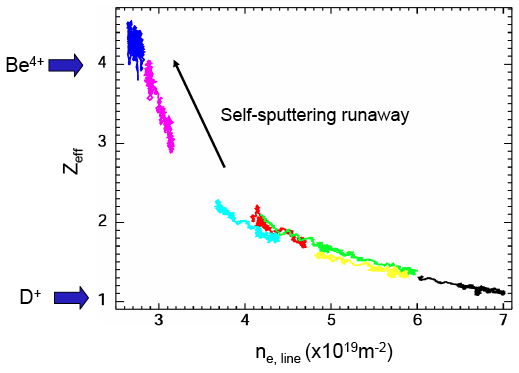 Be4+
D+
Zeff
4
3
2
1
Self-sputtering runaway
3 4 5 6 7
ne, line (x1019m-2)